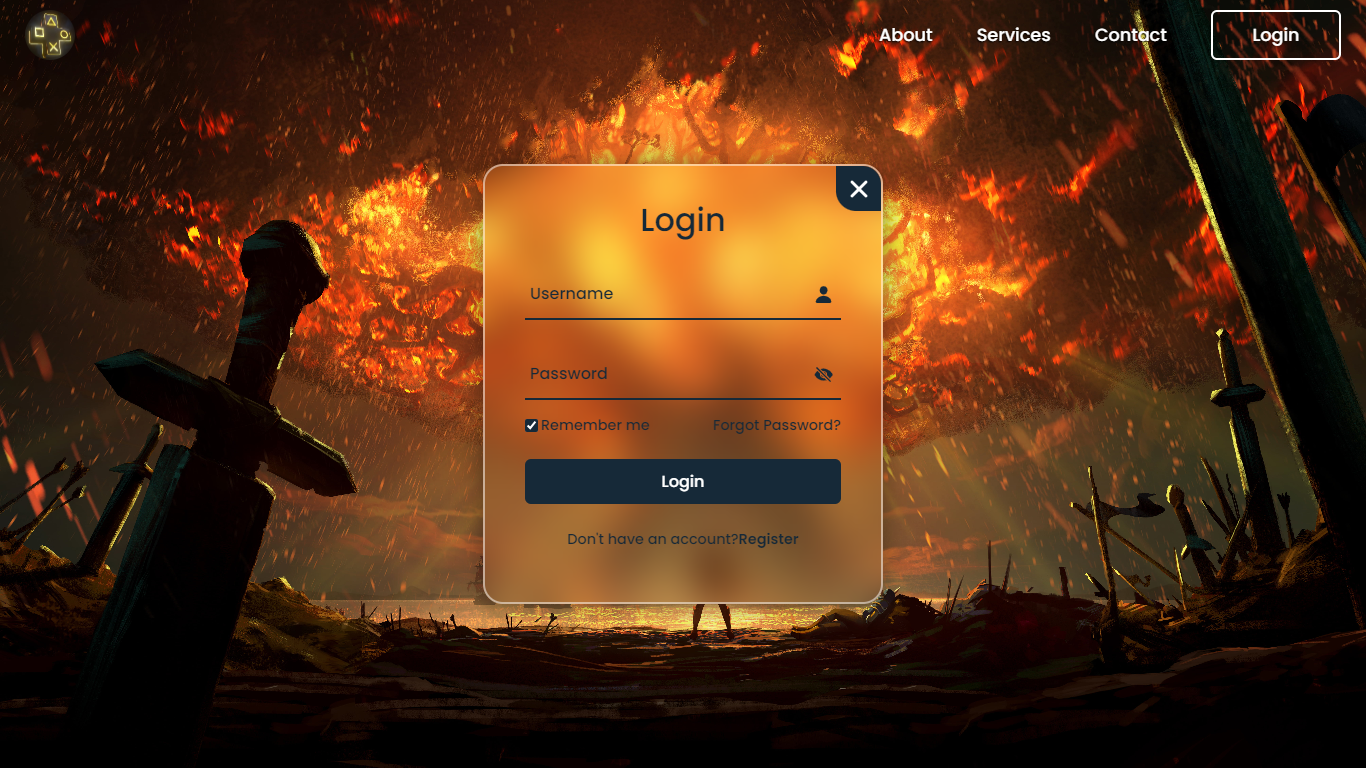 About Services Contact Login
Login
Username
Password
Remember me Forgot Password?
Login
Don't have an account?Register